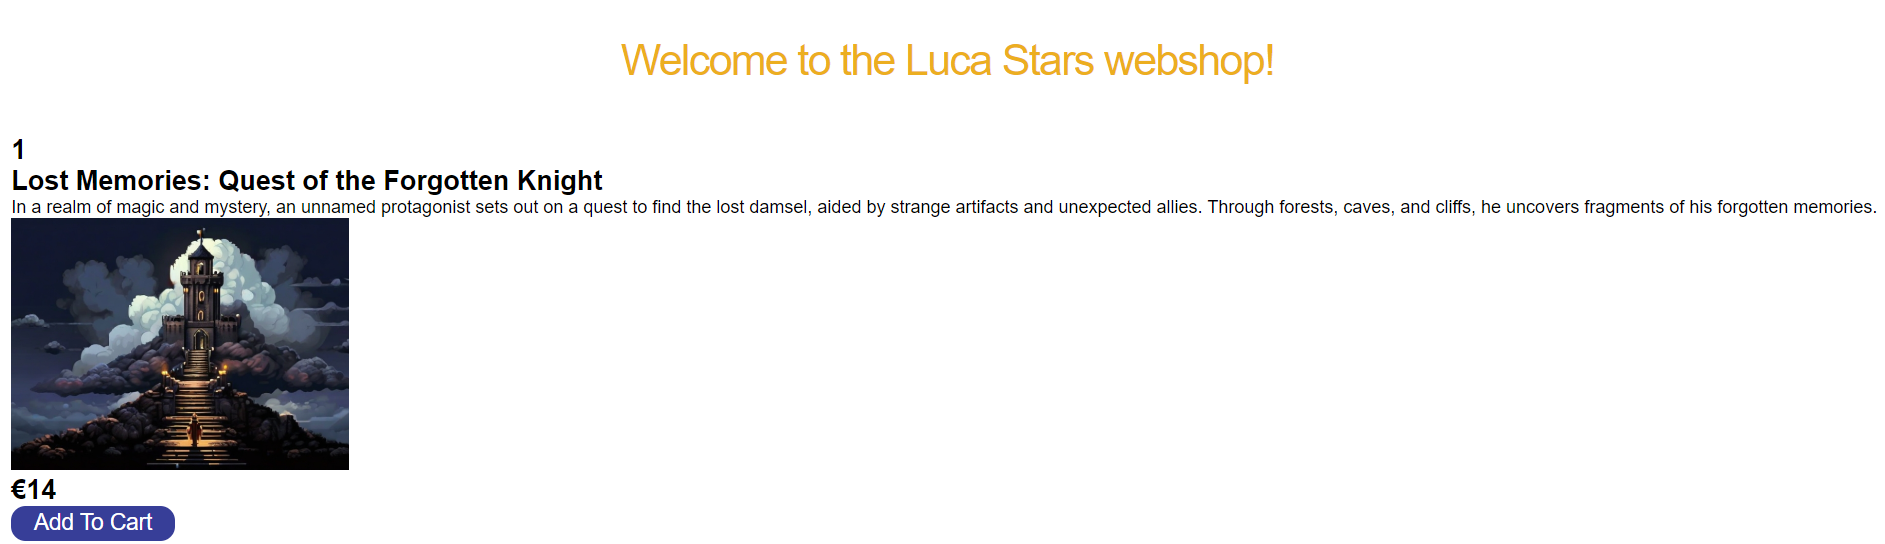 Welcome to the Luca Stars webshop!
1
Lost Memories: Quest of the Forgotten Knight
In a realm of magic and mystery, an unnamed protagonist sets out on a quest to find the lost damsel, aided by strange artifacts and unexpected allies. Through forests, caves, and cliffs, he uncovers fragments of his forgotten memories.
€14
Add To Cart